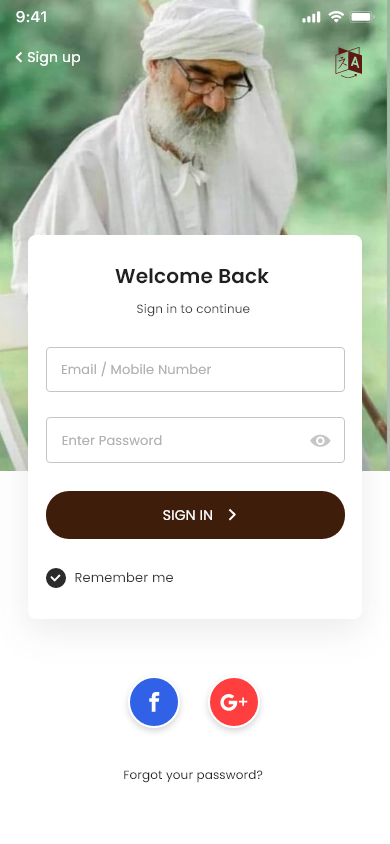 9:41
Sign up
A
Welcome Back
Sign in to continue
Email / Mobile Number
Enter Password
SIGN IN
Remember me
f
G+
Forgot your password?